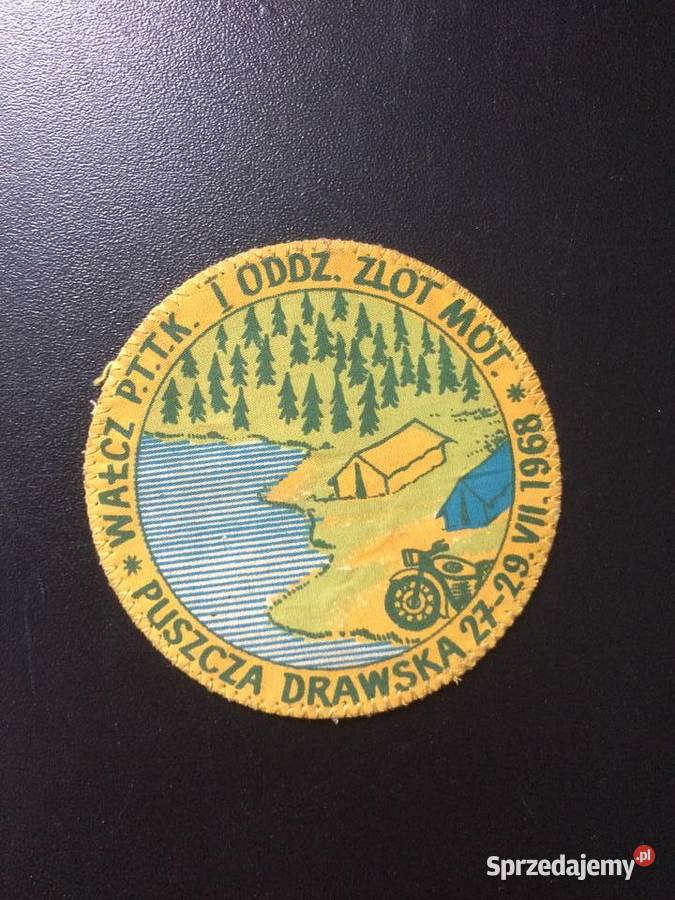 * WAŁCZ P.T.T.K. I ODDZ. ZLOT MOT. *
PUSZCZA DRAWSKA 27-29.VII.1968
Sprzedajemy.pl